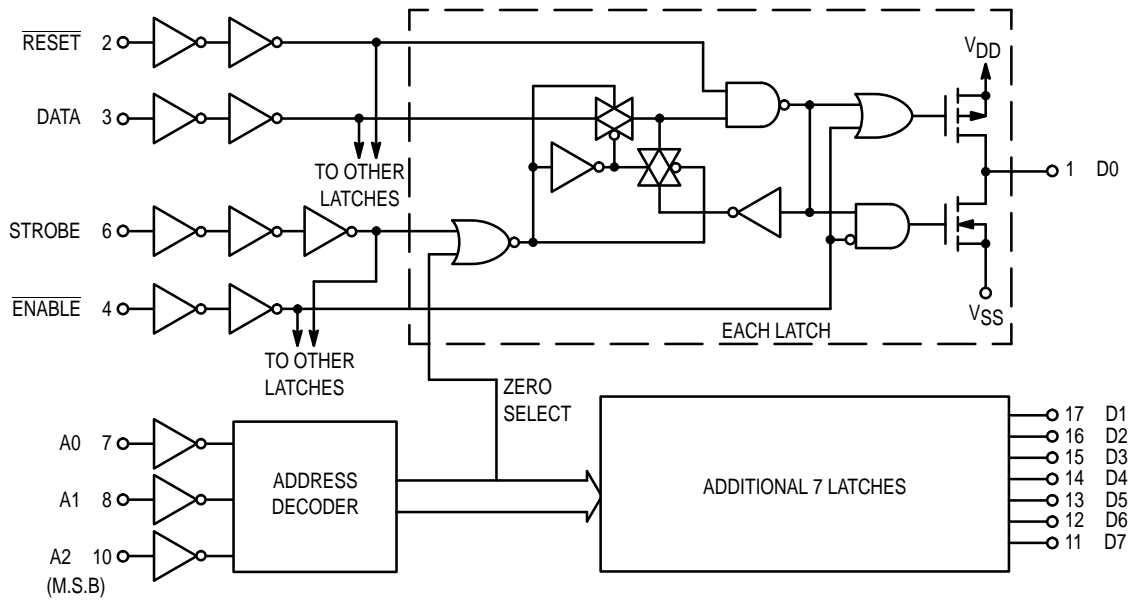 RESET 2
DATA 3
TO OTHER
LATCHES
STROBE 6
ENABLE 4
TO OTHER
LATCHES
VDD
1 D0
VSS
EACH LATCH
ZERO
SELECT
A0 7
A1 8
A2 10
(M.S.B)
ADDRESS
DECODER
ADDITIONAL 7 LATCHES
17 D1
16 D2
15 D3
14 D4
13 D5
12 D6
11 D7